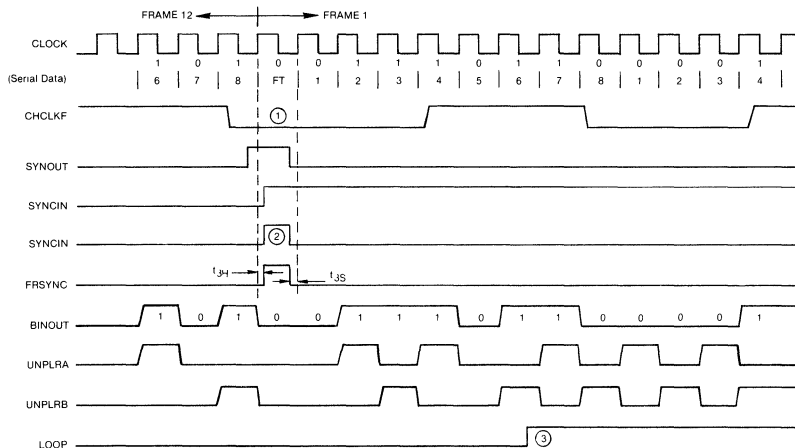 FRAME 12 FRAME 1
CLOCK
1 0 1 0 0 1 1 1 0 1 1 0 0 0 0 1
(Serial Data) 6 7 8 FT 1 2 3 4 5 6 7 8 1 2 3 4
CHCLKF 1
SYNOUT
SYNCIN
SYNCIN 2
t3H t3S
FRSYNC
BINOUT 1 0 1 0 0 1 1 1 0 1 1 0 0 0 0 1
UNPLRA
UNPLRB
LOOP 3